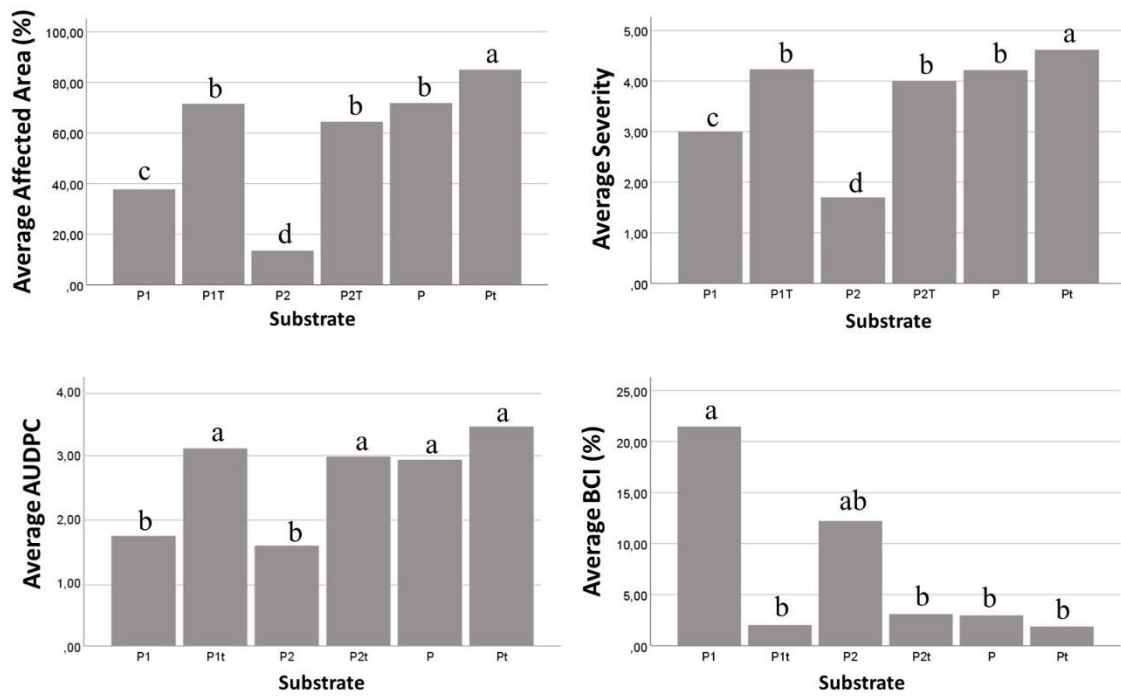 Average Affected Area (%)
100,00
80,00
60,00
40,00
20,00
,00
c
b
d
b
b
a
P1
P1T
P2
P2T
P
Pt
Substrate
Average Severity
5,00
4,00
3,00
2,00
1,00
,00
c
b
d
b
b
a
P1
P1T
P2
P2T
P
Pt
Substrate
Average AUDPC
4,00
3,00
2,00
1,00
,00
b
a
b
a
a
a
P1
P1t
P2
P2t
P
Pt
Substrate
Average BCI (%)
25,00
20,00
15,00
10,00
5,00
,00
a
b
ab
b
b
b
P1
P1t
P2
P2t
P
Pt
Substrate